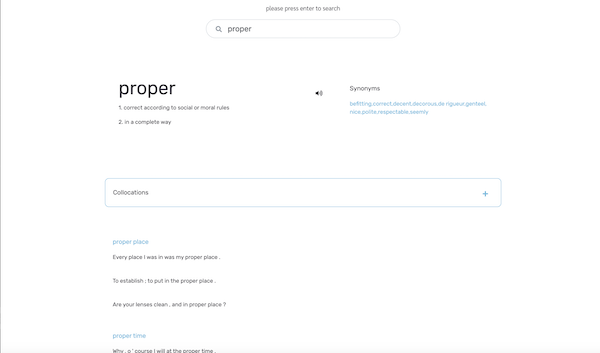 please press enter to search
proper
proper
1. correct according to social or moral rules
2. in a complete way
Synonyms
befitting,correct,decent,decorous,de rigueur,genteel,
nice,polite,respectable,seemly
Collocations
proper place
Every place I was in was my proper place .
To establish ; to put in the proper place .
Are your lenses clean , and in proper place ?
proper time
Why , o ' course I will at the proper time .